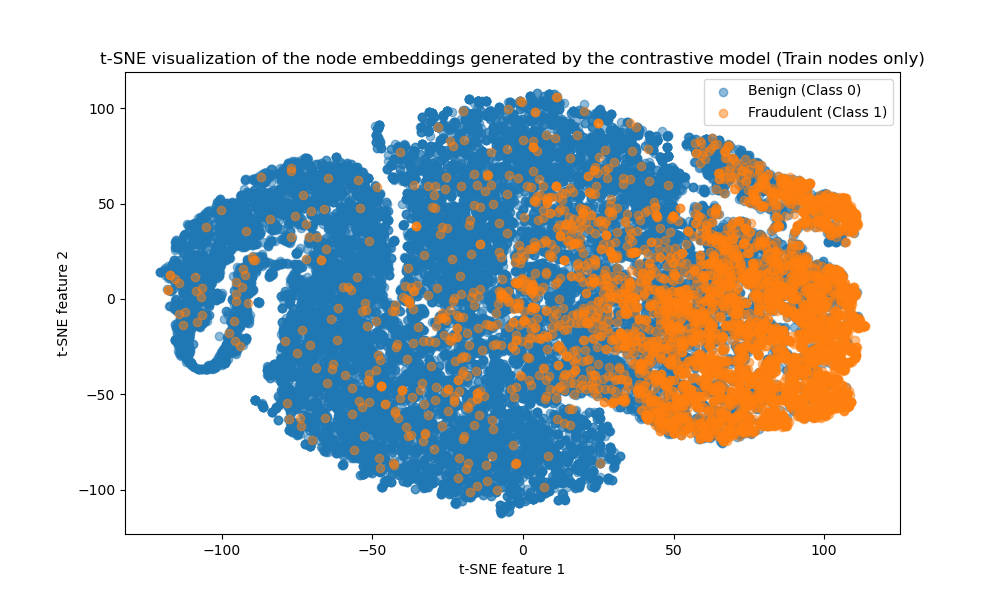 t-SNE visualization of the node embeddings generated by the contrastive model (Train nodes only)
Benign (Class 0)
Fraudulent (Class 1)
100
50
0
−50
−100
t-SNE feature 2
−100
−50
0
50
100
t-SNE feature 1